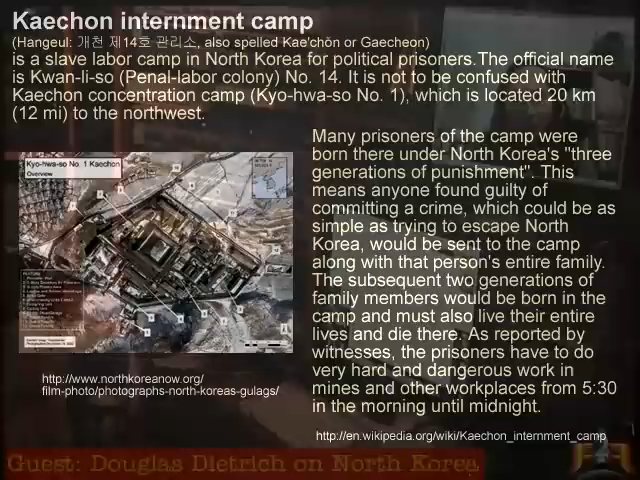 Kaechon internment camp
(Hangeul: 개천 제14호 관리소, also spelled Kae'chŏn or Gaecheon)
is a slave labor camp in North Korea for political prisoners.The official name
is Kwan-li-so (Penal-labor colony) No. 14. It is not to be confused with
Kaechon concentration camp (Kyo-hwa-so No. 1), which is located 20 km
(12 mi) to the northwest.
Many prisoners of the camp were
born there under North Korea's "three
generations of punishment". This
means anyone found guilty of
committing a crime, which could be as
simple as trying to escape North
Korea, would be sent to the camp
along with that person's entire family.
The subsequent two generations of
family members would be born in the
camp and must also live their entire
lives and die there. As reported by
witnesses, the prisoners have to do
very hard and dangerous work in
mines and other workplaces from 5:30
in the morning until midnight.
Kyo-hwa-so No. 1 Kaechon
Overview
http://www.northkoreanow.org/
film-photo/photographs-north-koreas-gulags/
http://en.wikipedia.org/wiki/Kaechon_internment_camp
Guest: Douglas Dietrich on North Korea